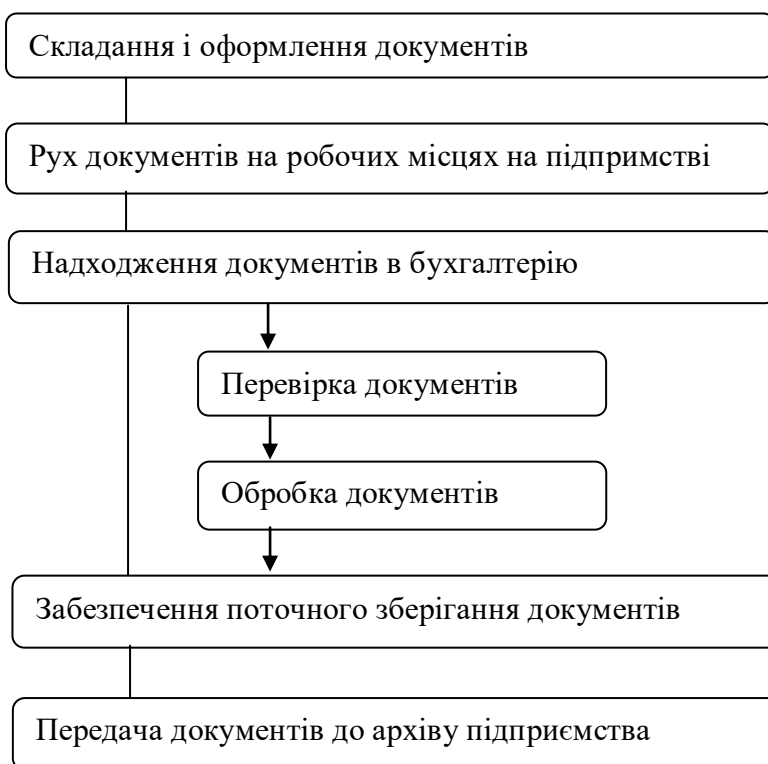 Складання і оформлення документів
Рух документів на робочих місцях на підпримстві
Надходження документів в бухгалтерію
Перевірка документів
Обробка документів
Забезпечення поточного зберігання документів
Передача документів до архіву підприємства